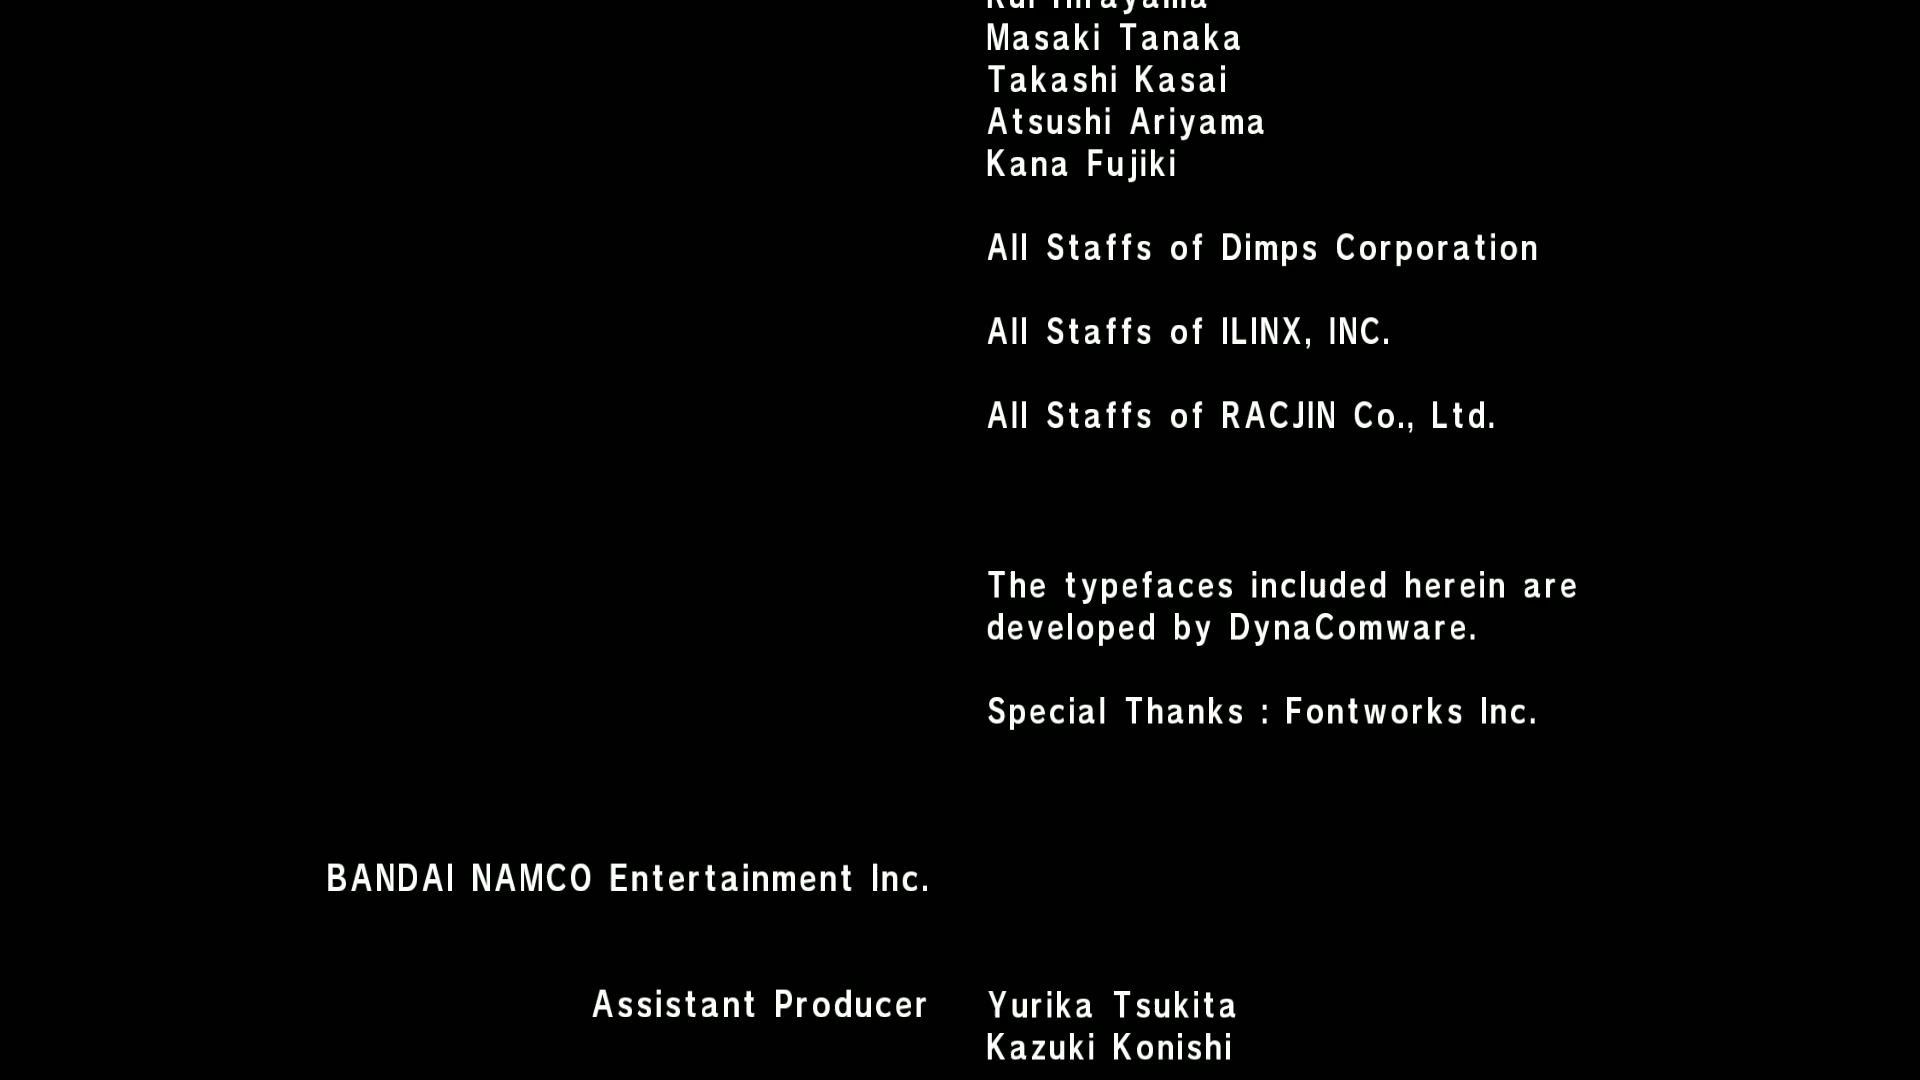 Masaki Tanaka
Takashi Kasai
Atsushi Ariyama
Kana Fujiki
All Staffs of Dimps Corporation
All Staffs of ILINX, INC.
All Staffs of RACJIN Co., Ltd.
The typefaces included herein are
developed by DynaComware.
Special Thanks : Fontworks Inc.
BANDAI NAMCO Entertainment Inc.
Assistant Producer Yurika Tsukita
Kazuki Konishi